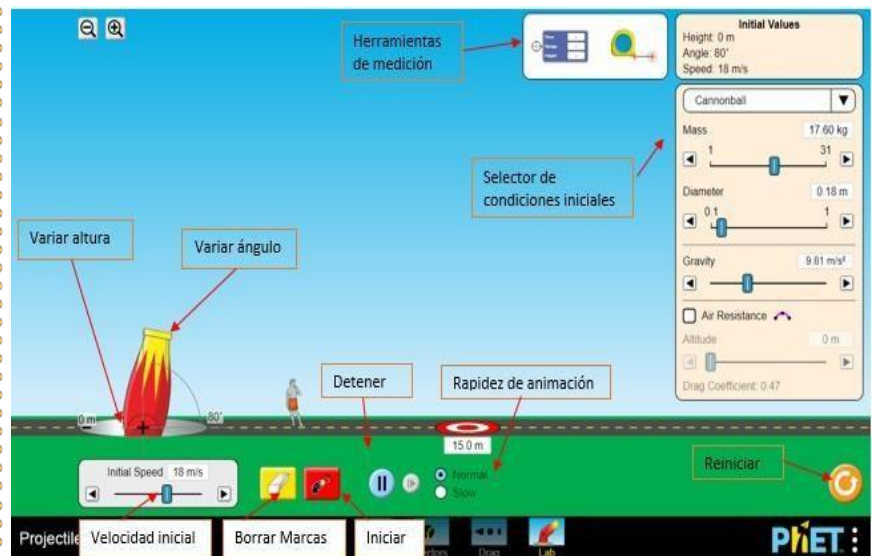 Herramientas
de medición
Initial Values
Height: 0 m
Angle: 80°
Speed: 18 m/s
Cannonball
Mass
17.60 kg
1
31
Selector de
condiciones iniciales
Diameter
0.18 m
0.1
1
Variar altura
Variar ángulo
Gravity
9.81 m/s²
Air Resistance
Altitude
0 m
Drag Coefficient: 0.47
Detener
Rapidez de animación
0 m
80°
15.0 m
Initial Speed
18 m/s
Normal
Slow
Reiniciar
Velocidad inicial
Borrar Marcas
Iniciar
Drag
Lab
PhET